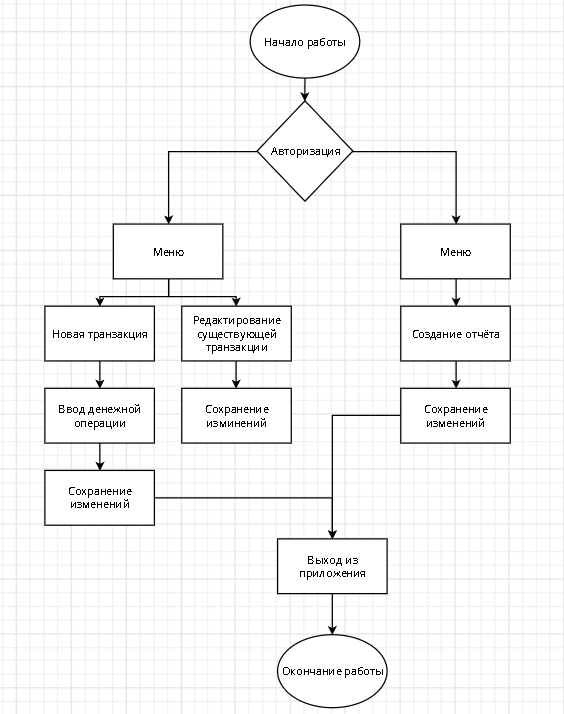 Начало работы
Авторизация
Меню
Меню
Новая транзакция
Редактирование
существующей
транзакции
Создание отчёта
Ввод денежной
операции
Сохранение
изминений
Сохранение
изменений
Сохранение
изменений
Выход из
приложения
Окончание работы